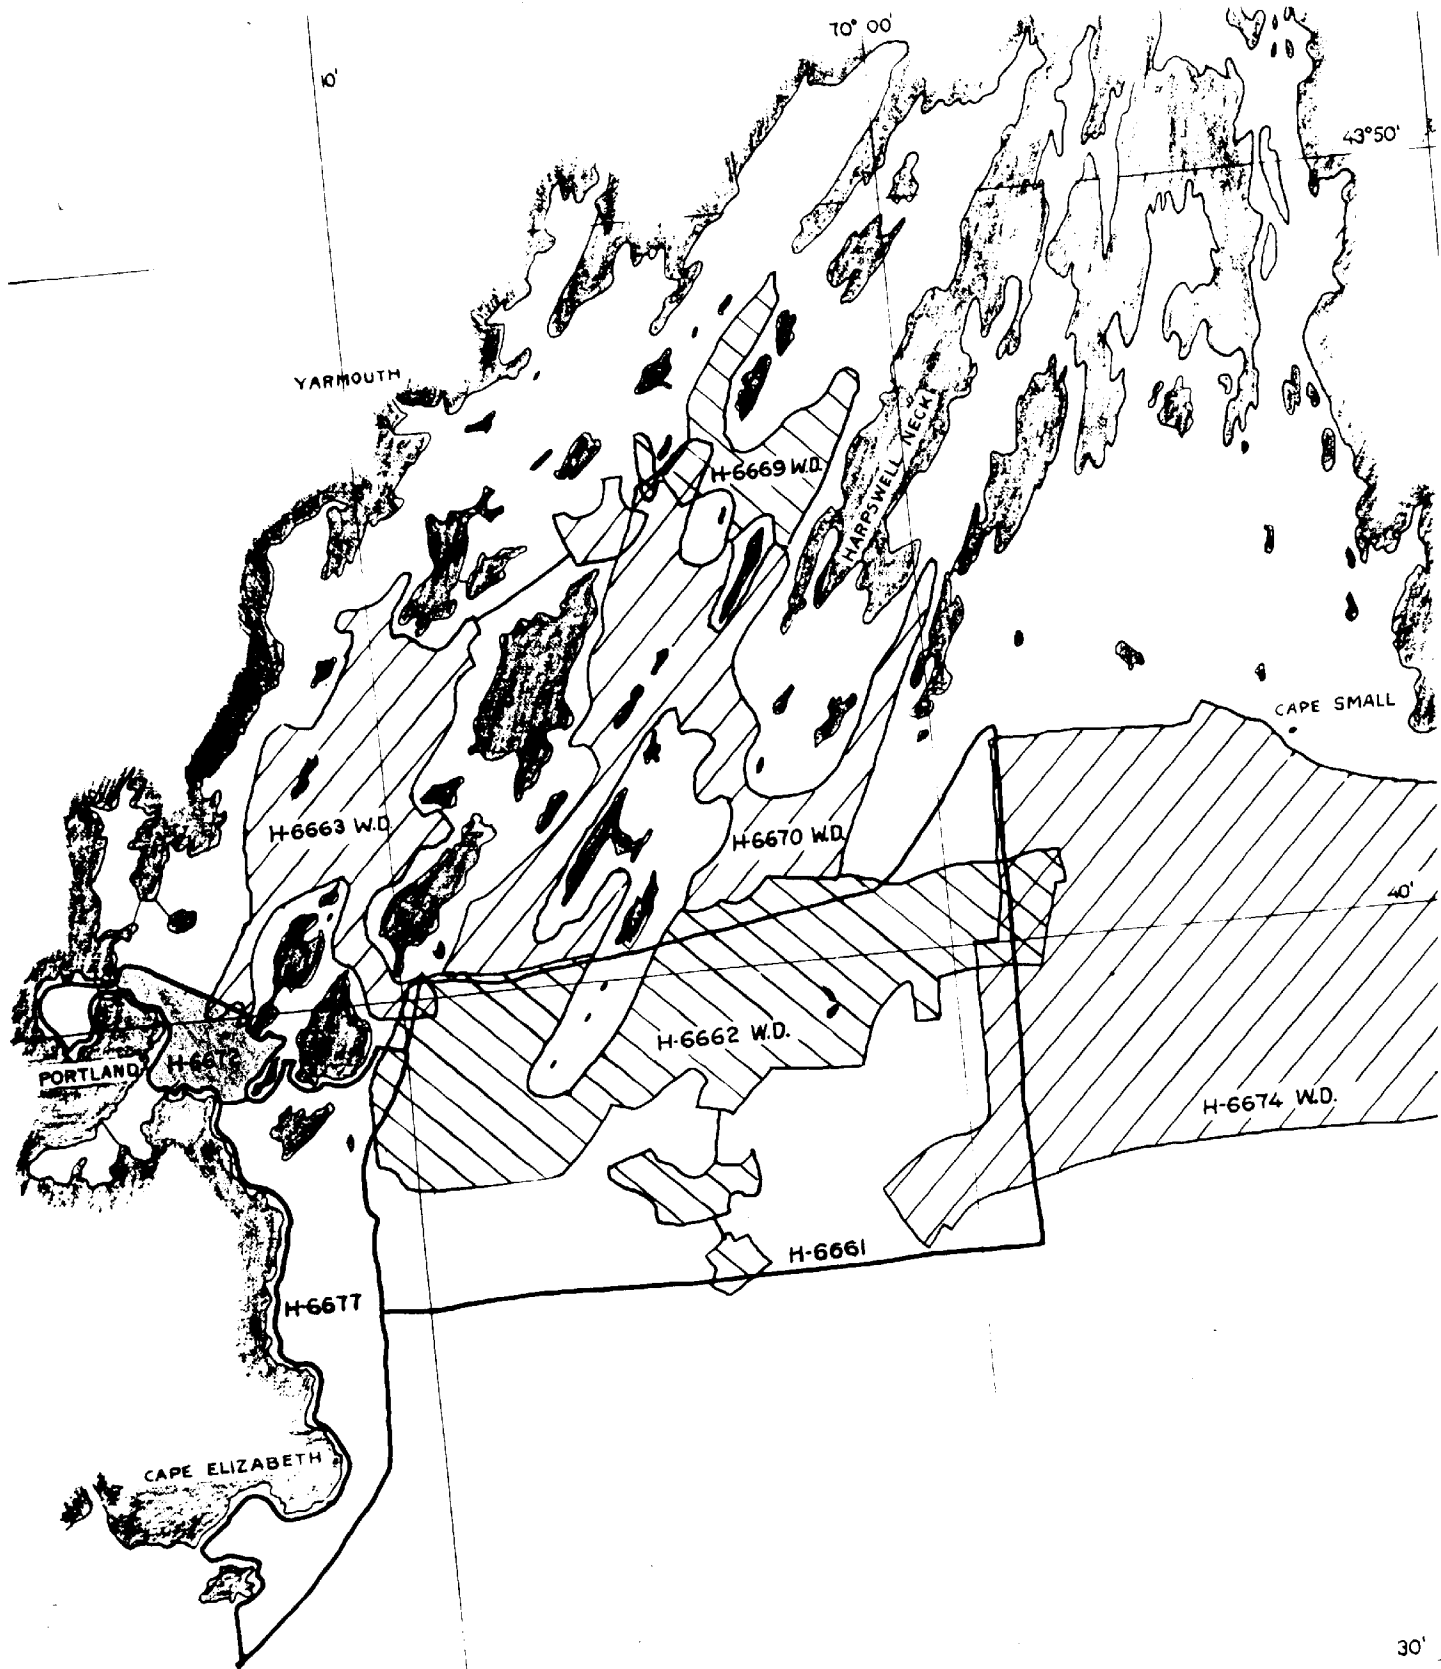 70° 00'
10'
43°50'
YARMOUTH
HARPSWELL NECK
H-6669 W.D.
CAPE SMALL
H-6663 W.D.
H-6670 W.D.
40'
H-6662 W.D.
H-6672
PORTLAND
H-6674 W.D.
H-6661
H-6677
CAPE ELIZABETH
30'